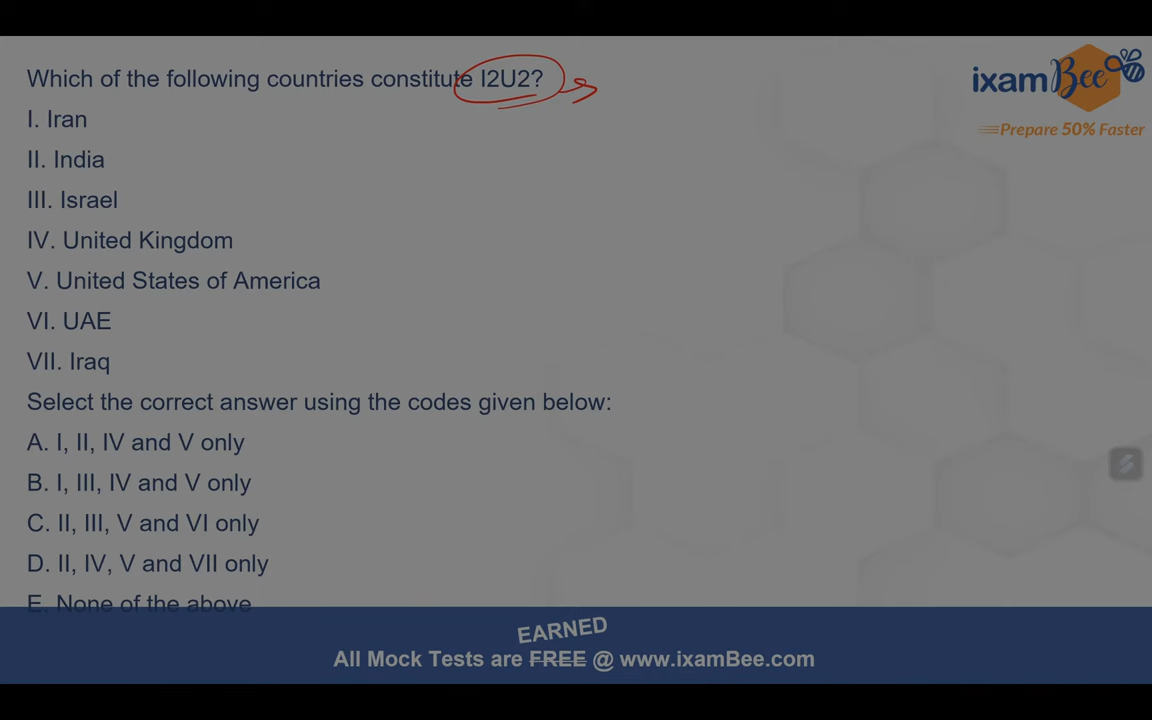 Which of the following countries constitute I2U2?
I. Iran
II. India
III. Israel
IV. United Kingdom
V. United States of America
VI. UAE
VII. Iraq
Select the correct answer using the codes given below:
A. I, II, IV and V only
B. I, III, IV and V only
C. II, III, V and VI only
D. II, IV, V and VII only
E. None of the above
ixamBee
Prepare 50% Faster
EARNED
All Mock Tests are FREE @ www.ixamBee.com